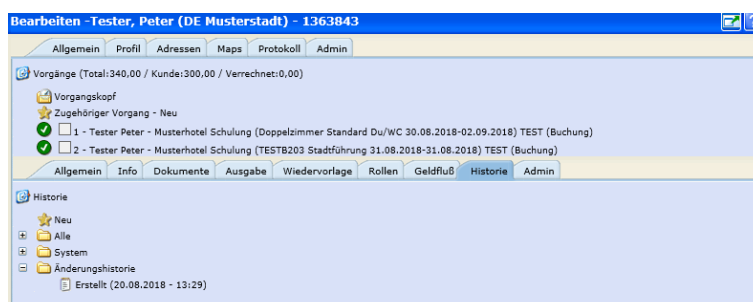 Bearbeiten -Tester, Peter (DE Musterstadt) - 1363843
Allgemein Profil Adressen Maps Protokoll Admin
Vorgänge (Total:340,00 / Kunde:300,00 / Verrechnet:0,00)
Vorgangskopf
Zugehöriger Vorgang - Neu
1 - Tester Peter - Musterhotel Schulung (Doppelzimmer Standard Du/WC 30.08.2018-02.09.2018) TEST (Buchung)
2 - Tester Peter - Musterhotel Schulung (TESTB203 Stadtführung 31.08.2018-31.08.2018) TEST (Buchung)
Allgemein Info Dokumente Ausgabe Wiedervorlage Rollen Geldfluß Historie Admin
Historie
Neu
Alle
System
Änderungshistorie
Erstellt (20.08.2018 - 13:29)